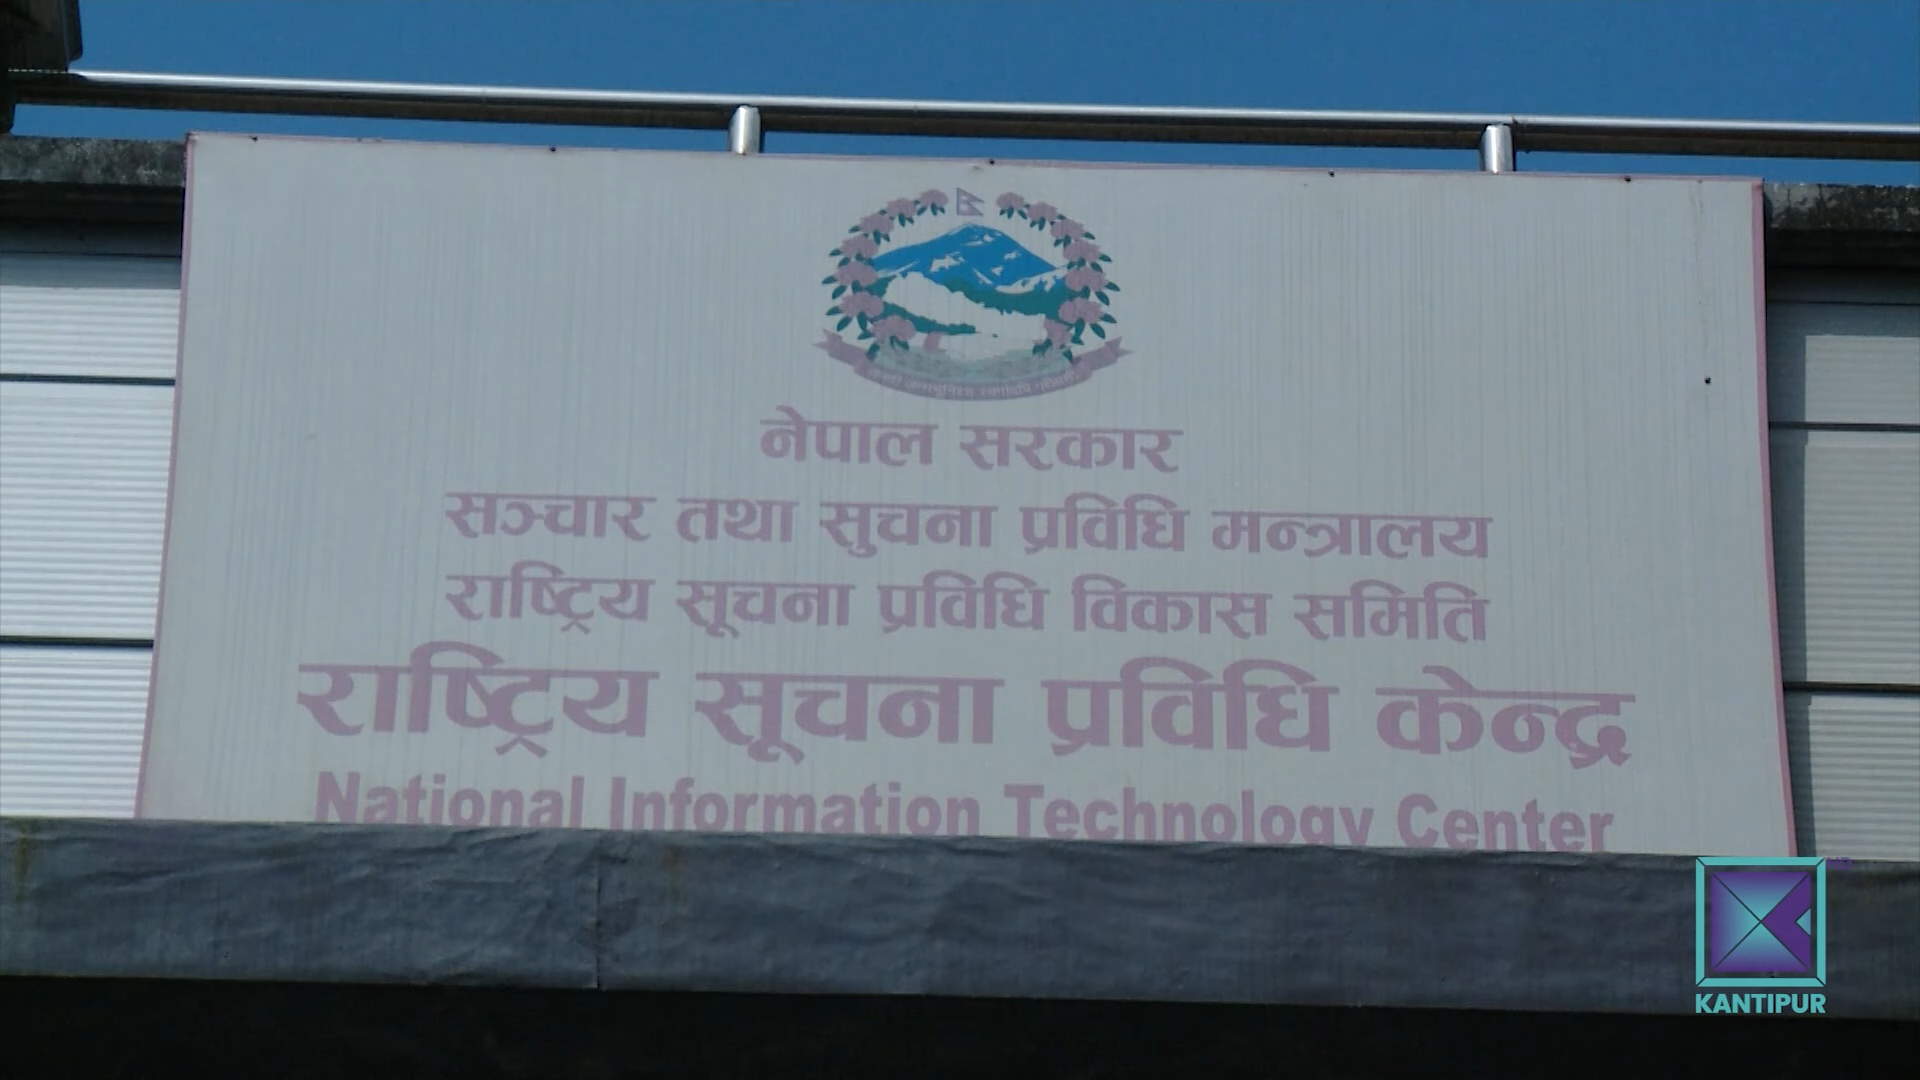 नेपाल सरकार
सञ्चार तथा सुचना प्रविधि मन्त्रालय
राष्ट्रिय सूचना प्रविधि विकास समिति
राष्ट्रिय सूचना प्रविधि केन्द्र
National Information Technology Center
KANTIPUR